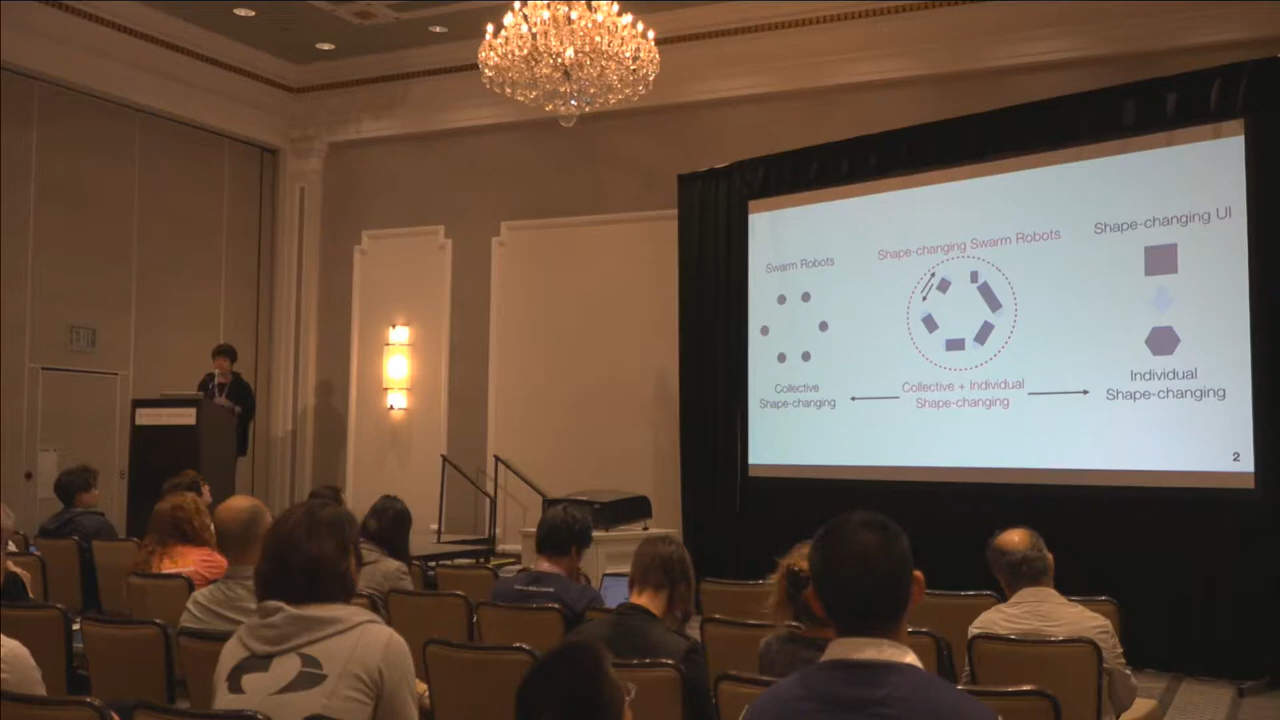 Shape-changing UI
Shape-changing Swarm Robots
Swarm Robots
Collective
Shape-changing
Collective + Individual
Shape-changing
Individual
Shape-changing
2
EXIT